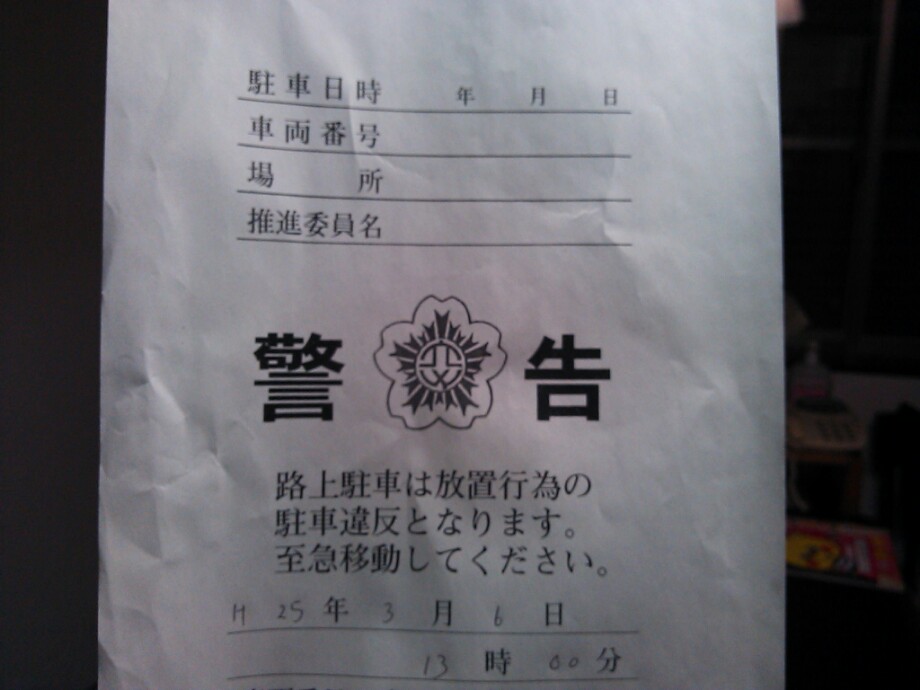 駐車日時 年 月 日
車両番号
場 所
推進委員名
警 告
路上駐車は放置行為の
駐車違反となります。
至急移動してください。
H 25 年 3 月 6 日
13 時 00 分